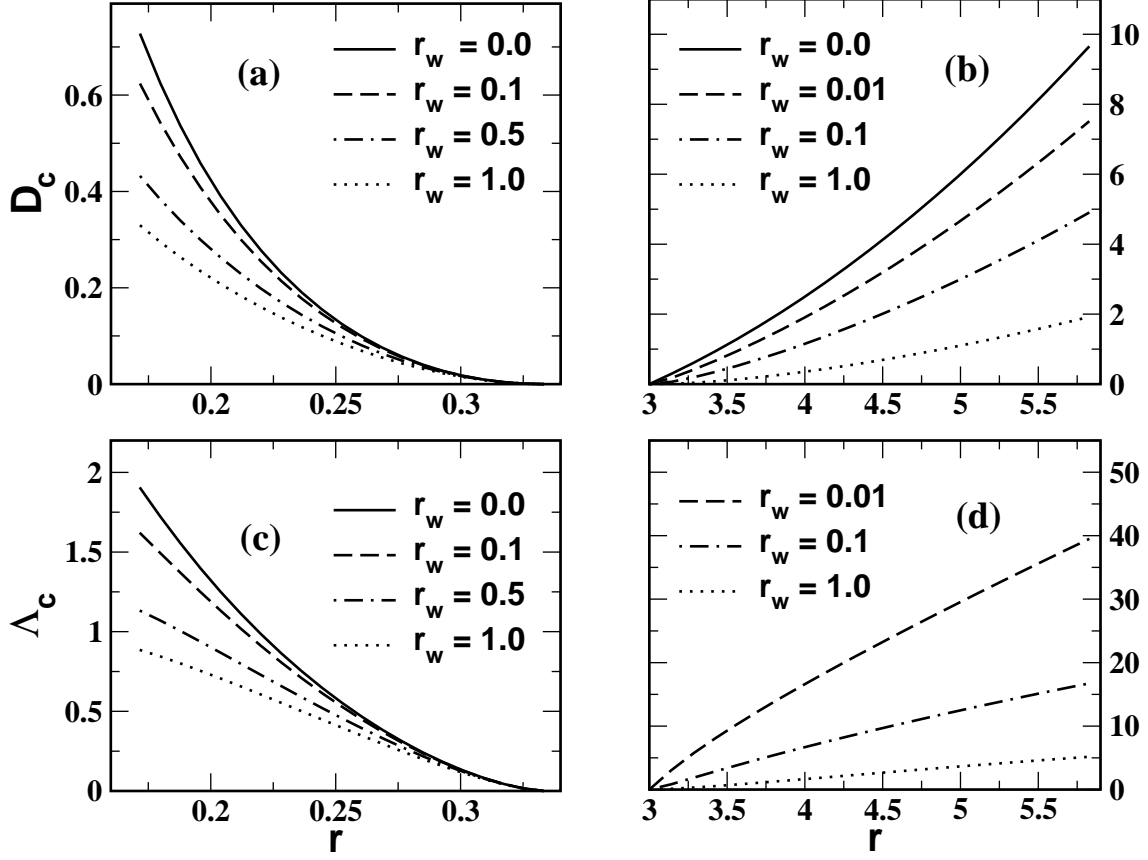 (a)
r_w = 0.0
r_w = 0.1
r_w = 0.5
r_w = 1.0
D_c
0.6
0.4
0.2
0
0.2
0.25
0.3
(b)
r_w = 0.0
r_w = 0.01
r_w = 0.1
r_w = 1.0
10
8
6
4
2
0
3
3.5
4
4.5
5
5.5
(c)
r_w = 0.0
r_w = 0.1
r_w = 0.5
r_w = 1.0
Λ_c
2
1.5
1
0.5
0
0.2
0.25
0.3
r
(d)
r_w = 0.01
r_w = 0.1
r_w = 1.0
50
40
30
20
10
0
3
3.5
4
4.5
5
5.5
r